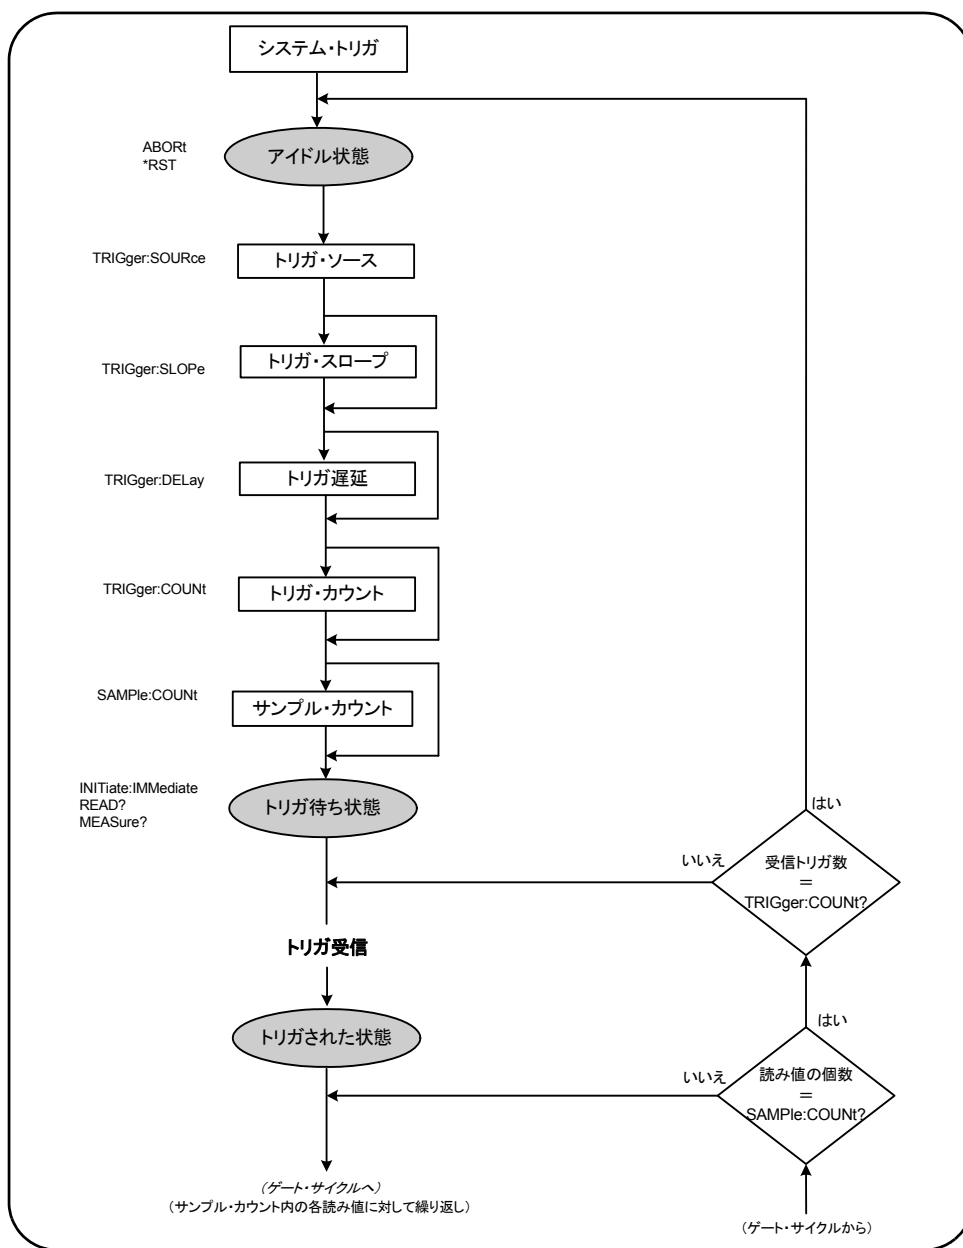 システム・トリガ
ABORt
*RST
アイドル状態
TRIGger:SOURce
トリガ・ソース
TRIGger:SLOPe
トリガ・スロープ
TRIGger:DELay
トリガ遅延
TRIGger:COUNt
トリガ・カウント
SAMPle:COUNt
サンプル・カウント
INITiate:IMMediate
READ?
MEASure?
トリガ待ち状態
はい
いいえ
受信トリガ数
＝
TRIGger:COUNt?
トリガ受信
トリガされた状態
はい
いいえ
読み値の個数
＝
SAMPle:COUNt?
(ゲート・サイクルへ)
(サンプル・カウント内の各読み値に対して繰り返し)
(ゲート・サイクルから)